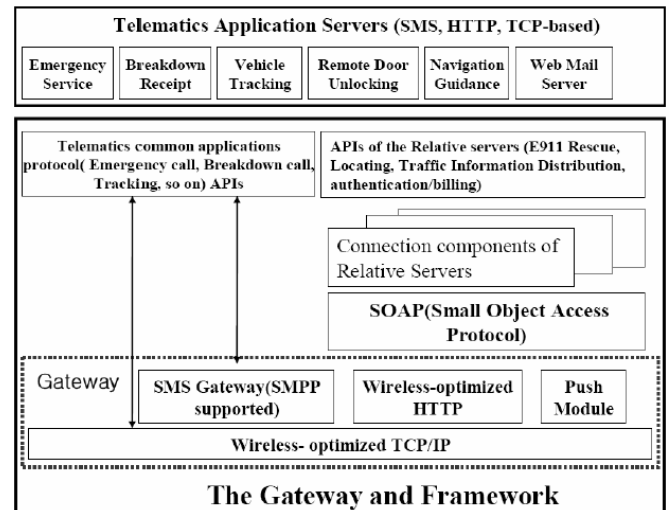 Telematics Application Servers (SMS, HTTP, TCP-based)
Emergency
Service
Breakdown
Receipt
Vehicle
Tracking
Remote Door
Unlocking
Navigation
Guidance
Web Mail
Server
Telematics common applications
protocol( Emergency call, Breakdown call,
Tracking, so on) APIs
APIs of the Relative servers (E911 Rescue,
Locating, Traffic Information Distribution,
authentication/billing)
Connection components of
Relative Servers
SOAP(Small Object Access
Protocol)
Gateway
SMS Gateway(SMPP
supported)
Wireless-optimized
HTTP
Push
Module
Wireless- optimized TCP/IP
The Gateway and Framework